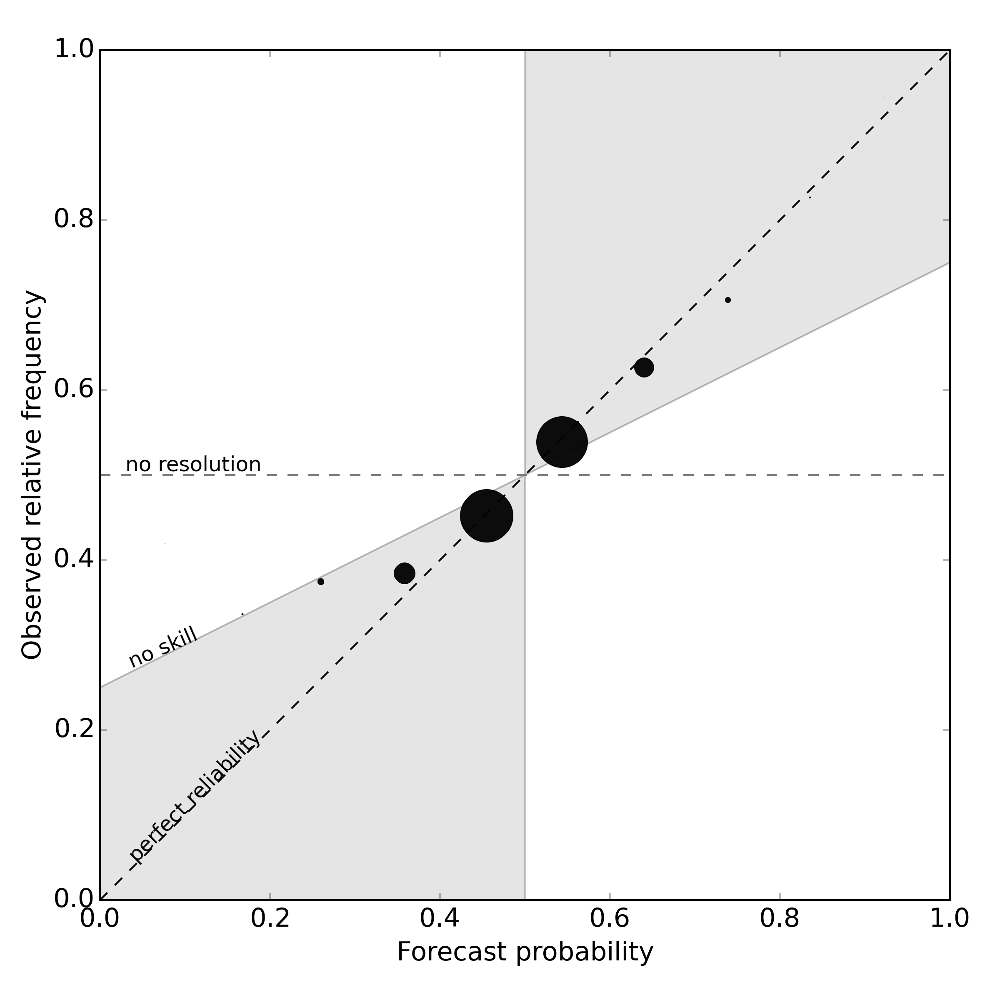 1.0
0.8
0.6
0.4
0.2
0.0
Observed relative frequency
no resolution
no skill
perfect reliability
0.0 0.2 0.4 0.6 0.8 1.0
Forecast probability